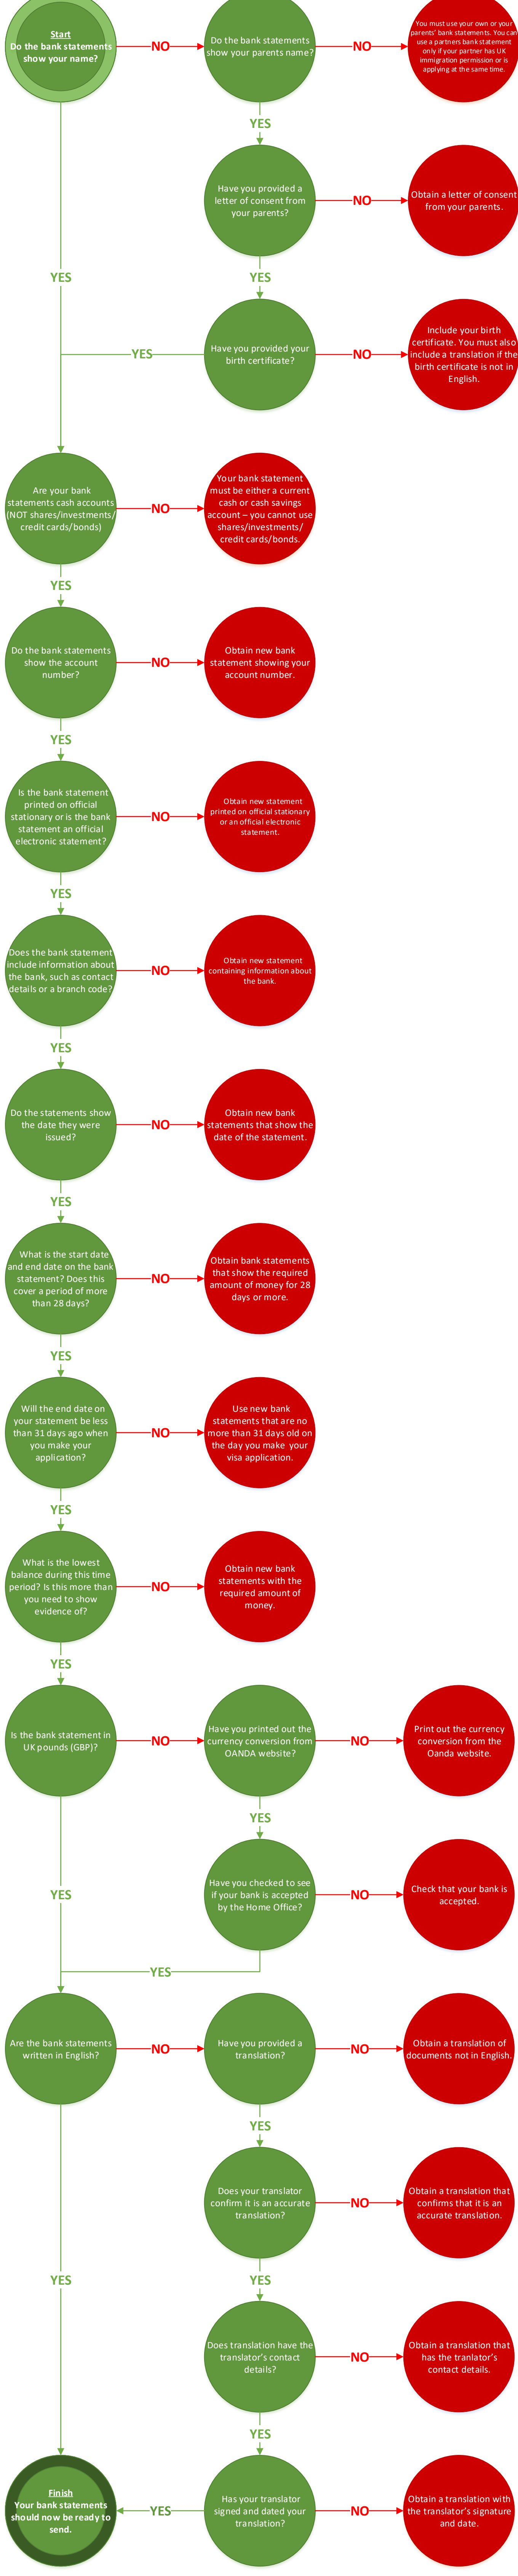 Start
Do the bank statements
show your name?
NO
Do the bank statements
show your parents name?
NO
You must use your own or your
parents’ bank statements. You can
use a partners bank statement
only if your partner has UK
immigration permission or is
applying at the same time.
YES
Have you provided a
letter of consent from
your parents?
NO
Obtain a letter of consent
from your parents.
YES
YES
Have you provided your
birth certificate?
YES
NO
Include your birth
certificate. You must also
include a translation if the
birth certificate is not in
English.
Are your bank
statements cash accounts
(NOT shares/investments/
credit cards/bonds)
NO
Your bank statement
must be either a current
cash or cash savings
account – you cannot use
shares/investments/
credit cards/bonds.
YES
Do the bank statements
show the account
number?
NO
Obtain new bank
statement showing your
account number.
YES
Is the bank statement
printed on official
stationary or is the bank
statement an official
electronic statement?
NO
Obtain new statement
printed on official stationary
or an official electronic
statement.
YES
Does the bank statement
include information about
the bank, such as contact
details or a branch code?
NO
Obtain new statement
containing information about
the bank.
YES
Do the statements show
the date they were
issued?
NO
Obtain new bank
statements that show the
date of the statement.
YES
What is the start date
and end date on the bank
statement? Does this
cover a period of more
than 28 days?
NO
Obtain bank statements
that show the required
amount of money for 28
days or more.
YES
Will the end date on
your statement be less
than 31 days ago when
you make your
application?
NO
Use new bank
statements that are no
more than 31 days old on
the day you make your
visa application.
YES
What is the lowest
balance during this time
period? Is this more than
you need to show
evidence of?
NO
Obtain new bank
statements with the
required amount of
money.
YES
Is the bank statement in
UK pounds (GBP)?
NO
Have you printed out the
currency conversion from
OANDA website?
NO
Print out the currency
conversion from the
Oanda website.
YES
YES
Have you checked to see
if your bank is accepted
by the Home Office?
NO
Check that your bank is
accepted.
YES
Are the bank statements
written in English?
NO
Have you provided a
translation?
NO
Obtain a translation of
documents not in English.
YES
Does your translator
confirm it is an accurate
translation?
NO
Obtain a translation that
confirms that it is an
accurate translation.
YES
YES
Does translation have the
translator’s contact
details?
NO
Obtain a translation that
has the tranlator’s
contact details.
YES
Finish
Your bank statements
should now be ready to
send.
YES
Has your translator
signed and dated your
translation?
NO
Obtain a translation with
the translator’s signature
and date.